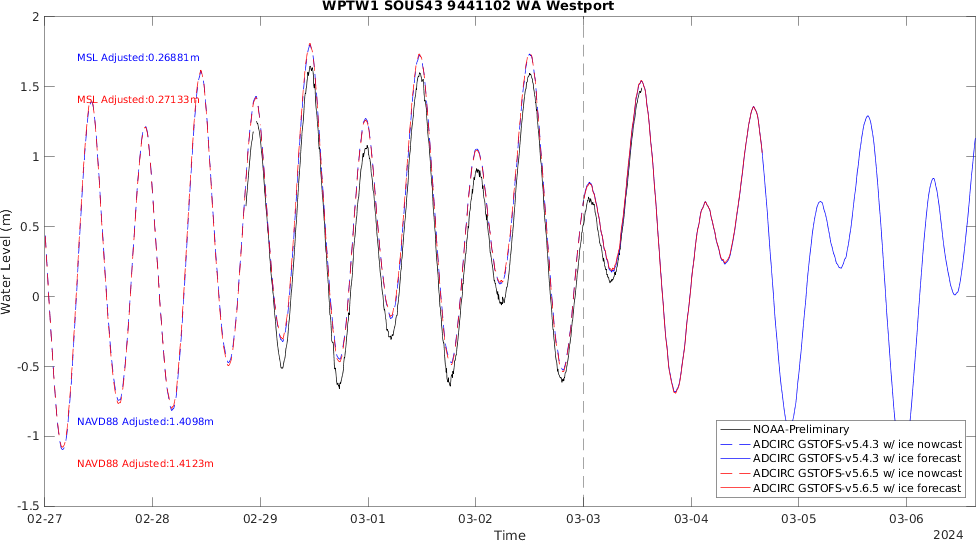 WPTW1 SOUS43 9441102 WA Westport
2
1.5
1
0.5
0
-0.5
-1
-1.5
Water Level (m)
MSL Adjusted:0.26881m
MSL Adjusted:0.27133m
NAVD88 Adjusted:1.4098m
NAVD88 Adjusted:1.4123m
NOAA-Preliminary
ADCIRC GSTOFS-v5.4.3 w/ ice nowcast
ADCIRC GSTOFS-v5.4.3 w/ ice forecast
ADCIRC GSTOFS-v5.6.5 w/ ice nowcast
ADCIRC GSTOFS-v5.6.5 w/ ice forecast
02-27 02-28 02-29 03-01 03-02 03-03 03-04 03-05 03-06
Time
2024